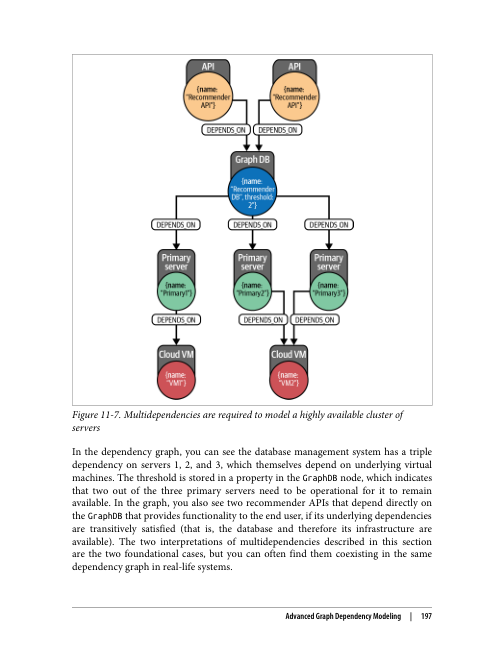 API API
{name: {name:
"Recommender "Recommender
API"} API"}
DEPENDS_ON DEPENDS_ON
Graph DB
{name:
"Recommender
DB", threshold:
2"}
DEPENDS_ON DEPENDS_ON DEPENDS_ON
Primary Primary Primary
server server server
{name: {name: {name:
"Primary1"} "Primary2"} "Primary3"}
DEPENDS_ON DEPENDS_ON DEPENDS_ON
Cloud VM Cloud VM
{name: {name:
"VM1"} "VM2"}
Figure 11-7. Multidependencies are required to model a highly available cluster of
servers
In the dependency graph, you can see the database management system has a triple
dependency on servers 1, 2, and 3, which themselves depend on underlying virtual
machines. The threshold is stored in a property in the GraphDB node, which indicates
that two out of the three primary servers need to be operational for it to remain
available. In the graph, you also see two recommender APIs that depend directly on
the GraphDB that provides functionality to the end user, if its underlying dependencies
are transitively satisfied (that is, the database and therefore its infrastructure are
available). The two interpretations of multidependencies described in this section
are the two foundational cases, but you can often find them coexisting in the same
dependency graph in real-life systems.
Advanced Graph Dependency Modeling | 197